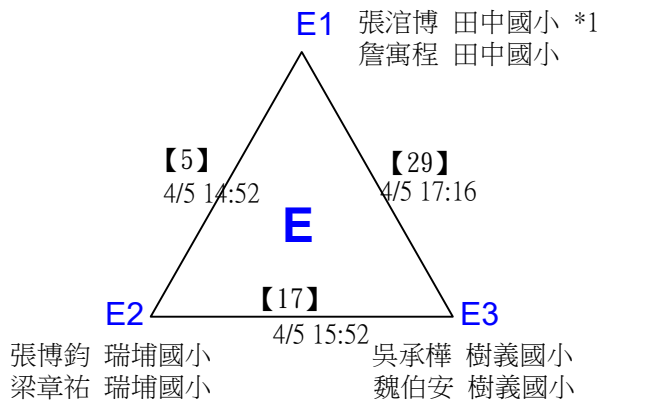 E1
張涫博 田中國小 *1
詹寓程 田中國小
【5】
4/5 14:52
【29】
4/5 17:16
E
【17】
4/5 15:52
E2
E3
張博鈞 瑞埔國小
梁章祐 瑞埔國小
吳承樺 樹義國小
魏伯安 樹義國小